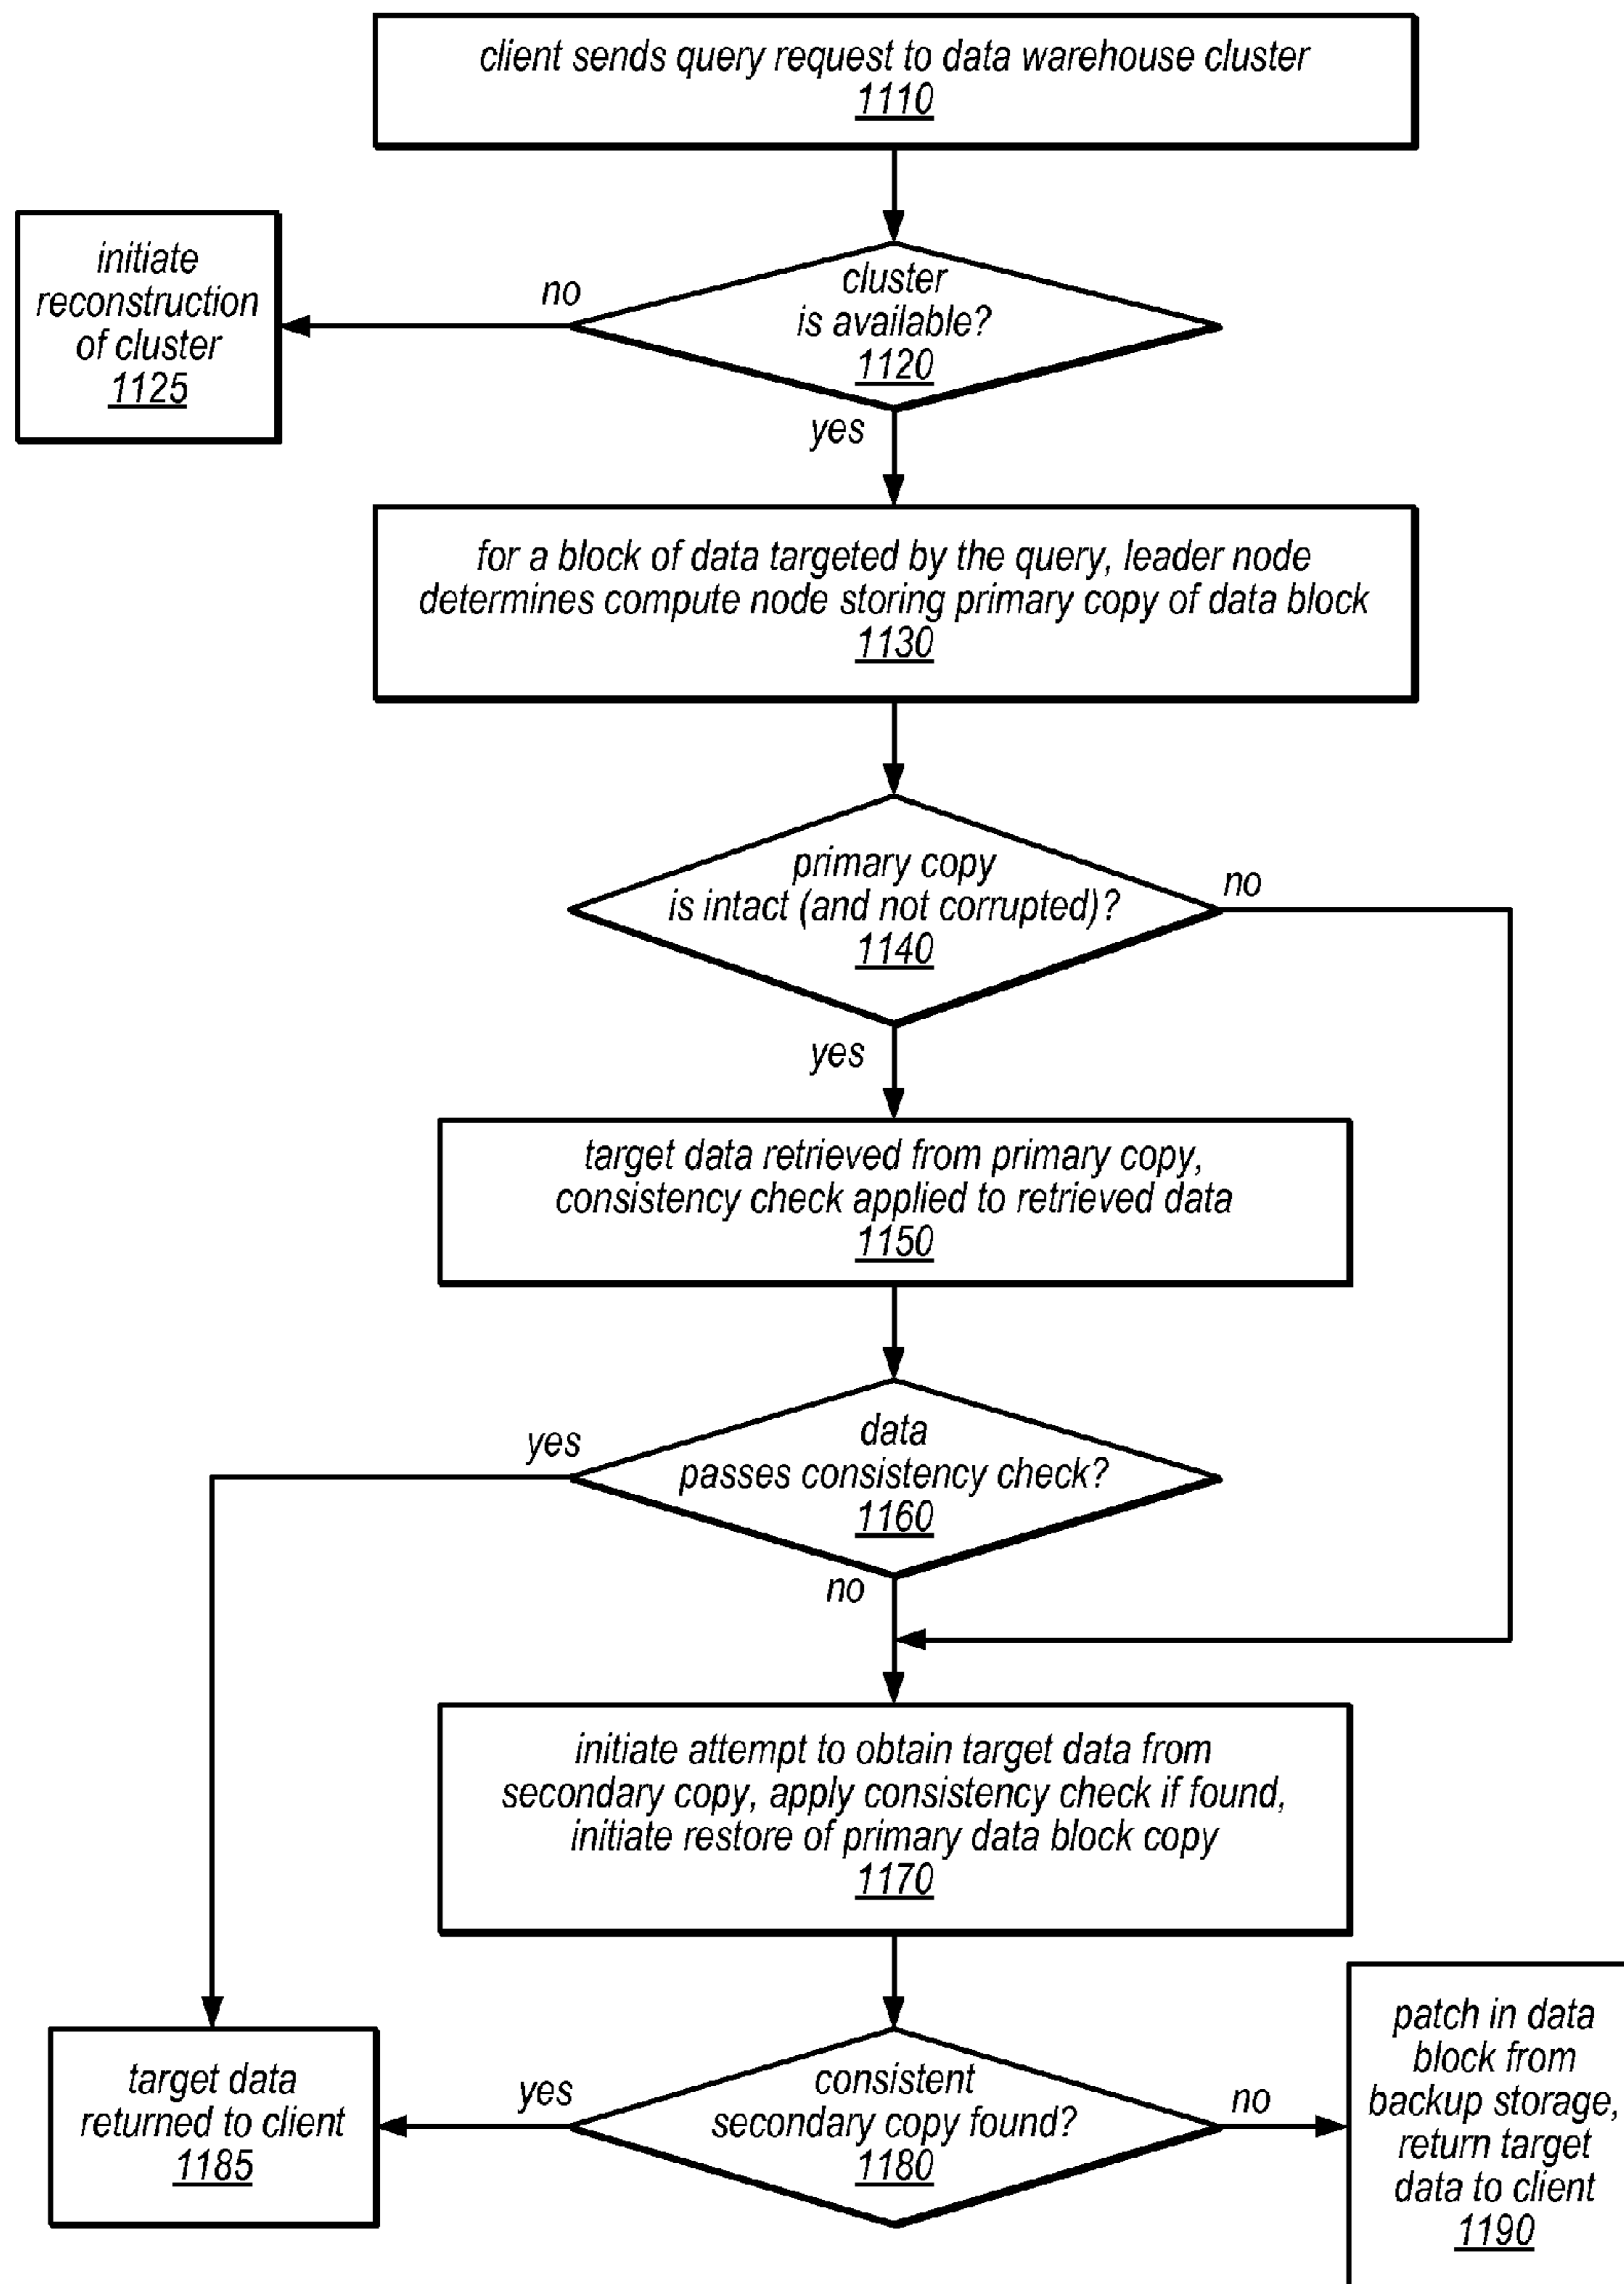 client sends query request to data warehouse cluster
1110
initiate
reconstruction
of cluster
1125
no
cluster
is available?
1120
yes
for a block of data targeted by the query, leader node
determines compute node storing primary copy of data block
1130
primary copy
is intact (and not corrupted)?
1140
no
yes
target data retrieved from primary copy,
consistency check applied to retrieved data
1150
yes
data
passes consistency check?
1160
no
initiate attempt to obtain target data from
secondary copy, apply consistency check if found,
initiate restore of primary data block copy
1170
target data
returned to client
1185
yes
consistent
secondary copy found?
1180
no
patch in data
block from
backup storage,
return target
data to client
1190